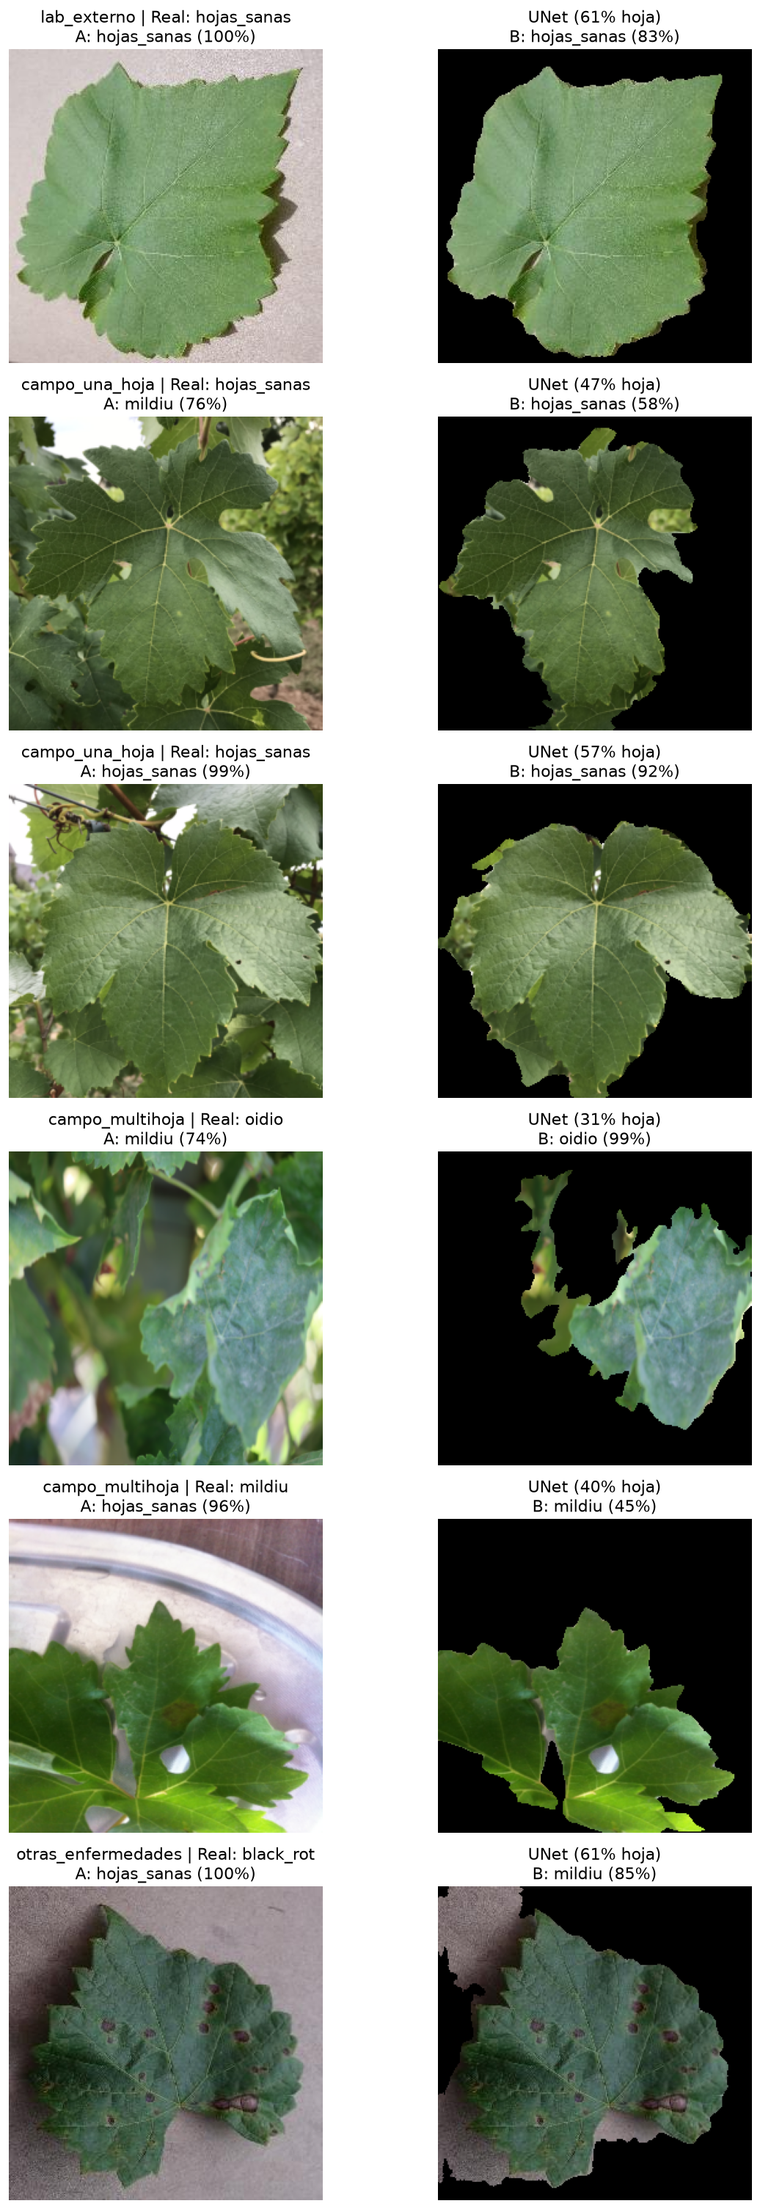 lab_externo | Real: hojas_sanas
A: hojas_sanas (100%)
UNet (61% hoja)
B: hojas_sanas (83%)
campo_una_hoja | Real: hojas_sanas
A: mildiu (76%)
UNet (47% hoja)
B: hojas_sanas (58%)
campo_una_hoja | Real: hojas_sanas
A: hojas_sanas (99%)
UNet (57% hoja)
B: hojas_sanas (92%)
campo_multihoja | Real: oidio
A: mildiu (74%)
UNet (31% hoja)
B: oidio (99%)
campo_multihoja | Real: mildiu
A: hojas_sanas (96%)
UNet (40% hoja)
B: mildiu (45%)
otras_enfermedades | Real: black_rot
A: hojas_sanas (100%)
UNet (61% hoja)
B: mildiu (85%)